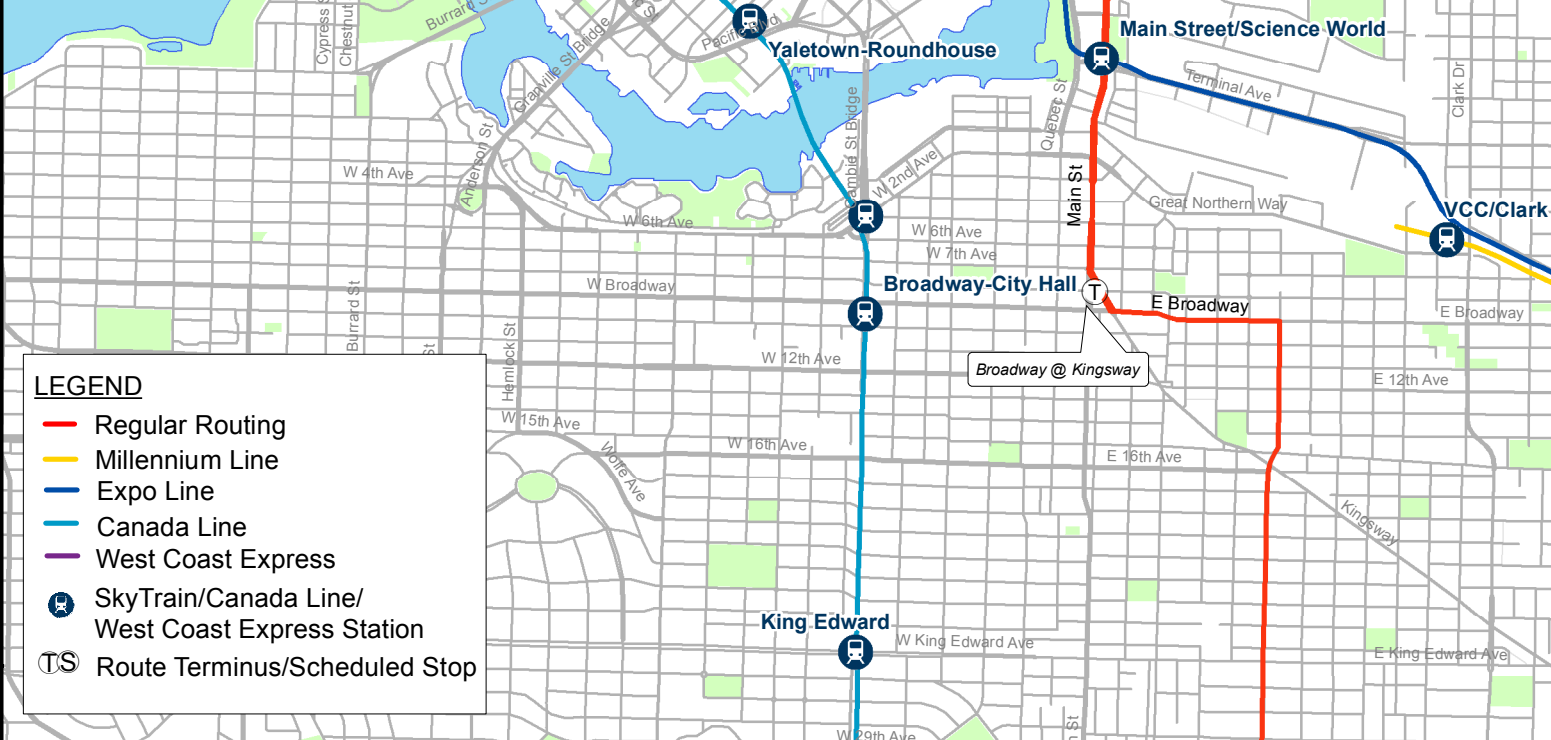 Cypress S
Chestnut
Burrard S
Granville St Bridge
c St
Pacific Blvd
Yaletown-Roundhouse
Main Street/Science World
Terminal Ave
Clark Dr
Quebec St
Cambie St Bridge
Anderson St
W 4th Ave
W 2nd Ave
Main St
Great Northern Way
VCC/Clark
W 6th Ave
W 6th Ave
W 7th Ave
W Broadway
Broadway-City Hall
T
E Broadway
E Broadway
Burrard St
St
Hemlock St
W 12th Ave
Broadway @ Kingsway
E 12th Ave
W 15th Ave
Wolfe Ave
W 16th Ave
E 16th Ave
Kingsway
King Edward
W King Edward Ave
E King Edward Ave
W 29th Ave
n St
LEGEND
Regular Routing
Millennium Line
Expo Line
Canada Line
West Coast Express
SkyTrain/Canada Line/
West Coast Express Station
TS Route Terminus/Scheduled Stop